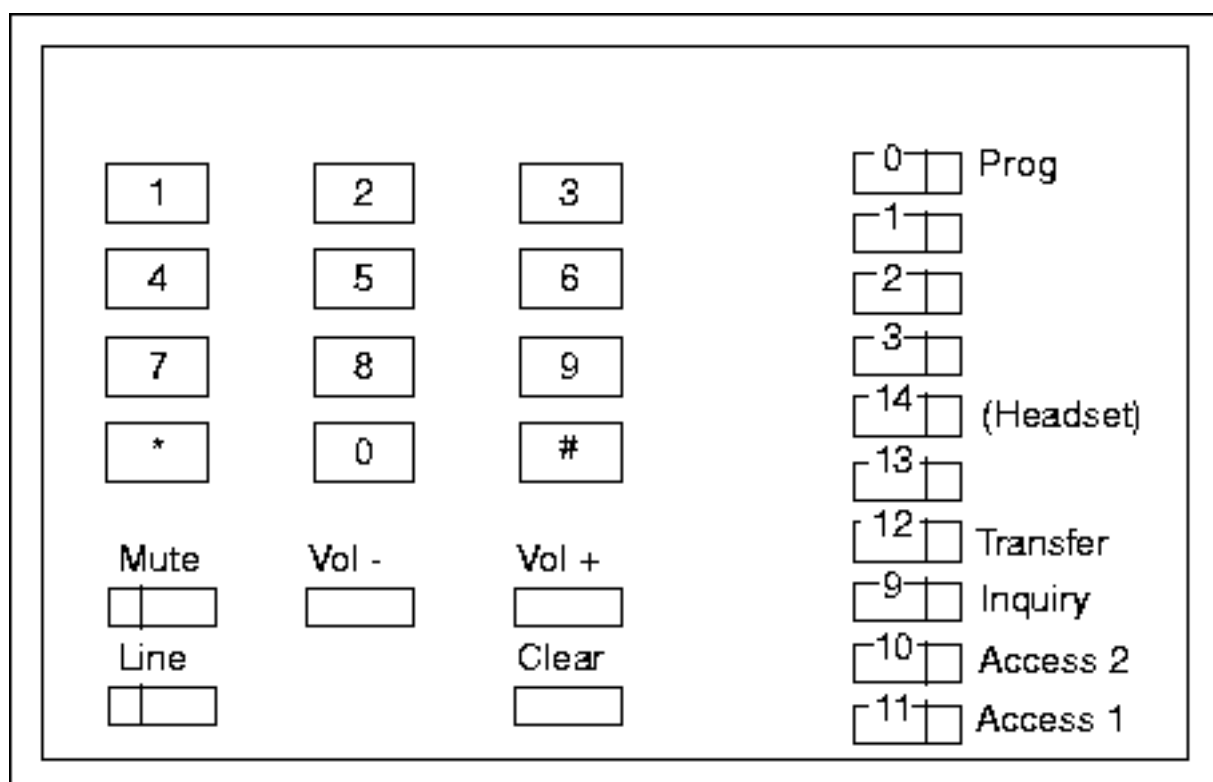 1 2 3
4 5 6
7 8 9
* 0 #
Mute Vol - Vol +
Line Clear
0 Prog
1
2
3
14 (Headset)
13
12 Transfer
9 Inquiry
10 Access 2
11 Access 1